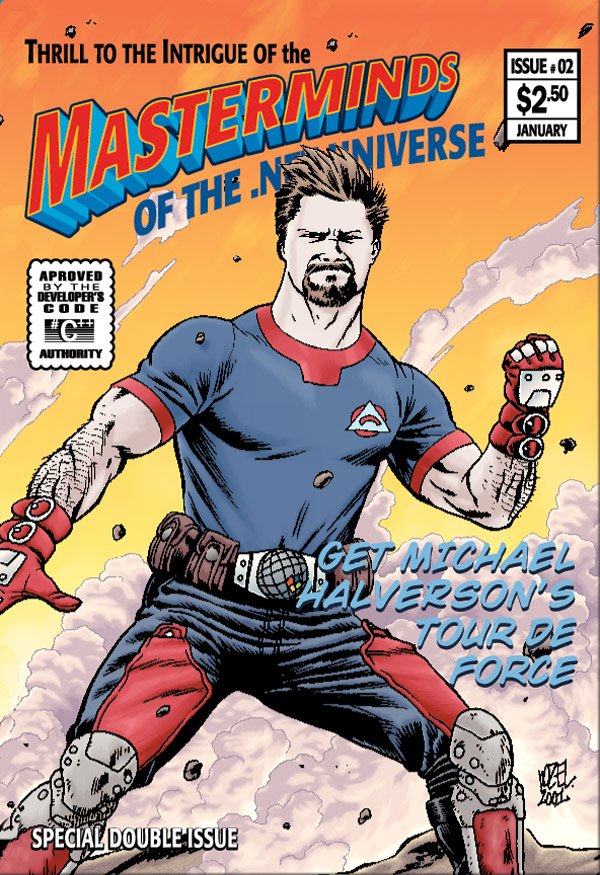 THRILL TO THE INTRIGUE OF the
MASTERMINDS
OF THE .NET UNIVERSE
ISSUE # 02
$2.50
JANUARY
APROVED
BY THE
DEVELOPER'S
CODE
AUTHORITY
GET MICHAEL
HALVERSON'S
TOUR DE
FORCE
2002
SPECIAL DOUBLE ISSUE